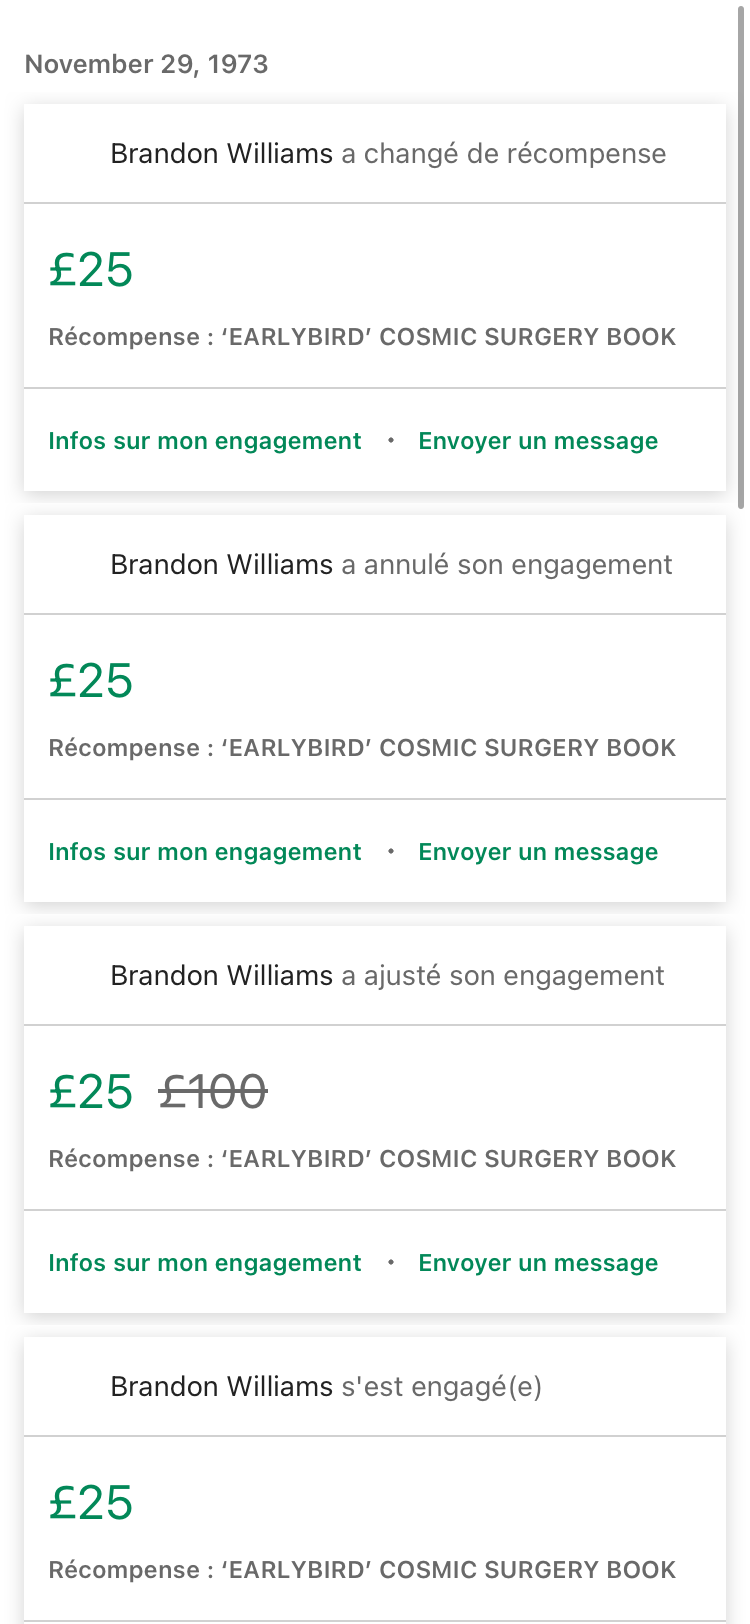 November 29, 1973
Brandon Williams a changé de récompense
£25
Récompense : ‘EARLYBIRD’ COSMIC SURGERY BOOK
Infos sur mon engagement • Envoyer un message
Brandon Williams a annulé son engagement
£25
Récompense : ‘EARLYBIRD’ COSMIC SURGERY BOOK
Infos sur mon engagement • Envoyer un message
Brandon Williams a ajusté son engagement
£25 £100
Récompense : ‘EARLYBIRD’ COSMIC SURGERY BOOK
Infos sur mon engagement • Envoyer un message
Brandon Williams s'est engagé(e)
£25
Récompense : ‘EARLYBIRD’ COSMIC SURGERY BOOK